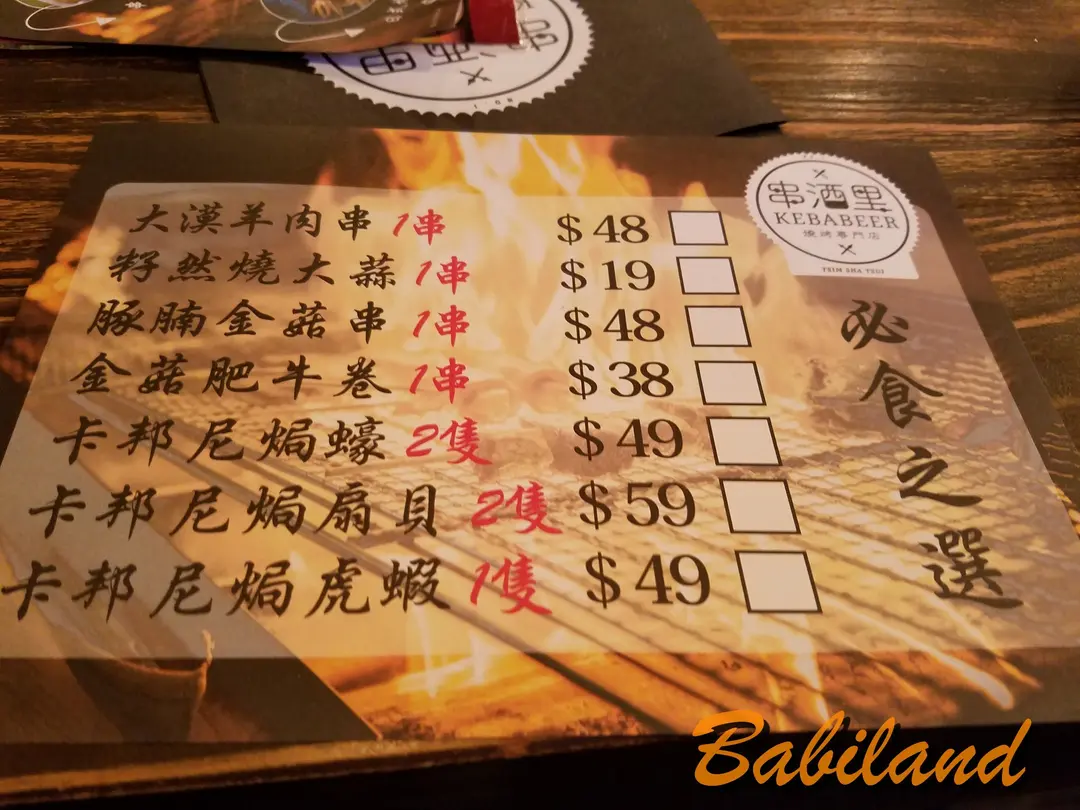 串酒里
KEBABEER
燒烤專門店
TSIM SHA TSUI
必食之選
大漠羊肉串 1串 $48
籽然燒大蒜 1串 $19
豚腩金菇串 1串 $48
金菇肥牛卷 1串 $38
卡邦尼焗蠔 2隻 $49
卡邦尼焗扇貝 2隻 $59
卡邦尼焗虎蝦 1隻 $49
Babiland